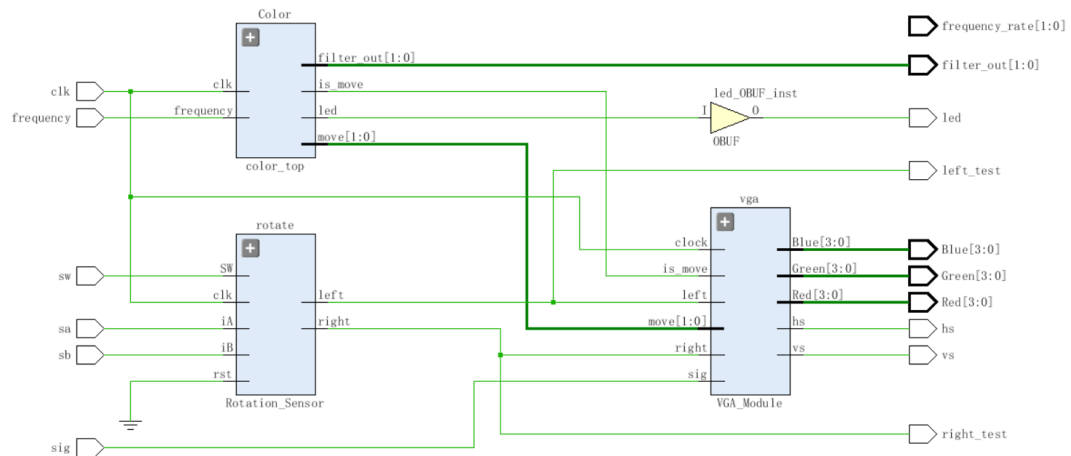 Color
frequency_rate[1:0]
filter_out[1:0]
filter_out[1:0]
clk
clk
is_move
led_OBUF_inst
frequency
frequency
led
I
O
led
move[1:0]
OBUF
color_top
left_test
vga
rotate
clock
Blue[3:0]
Blue[3:0]
sw
SW
is_move
Green[3:0]
Green[3:0]
clk
left
left
Red[3:0]
Red[3:0]
sa
iA
right
move[1:0]
hs
hs
sb
iB
right
vs
vs
rst
sig
Rotation_Sensor
VGA_Module
right_test
sig